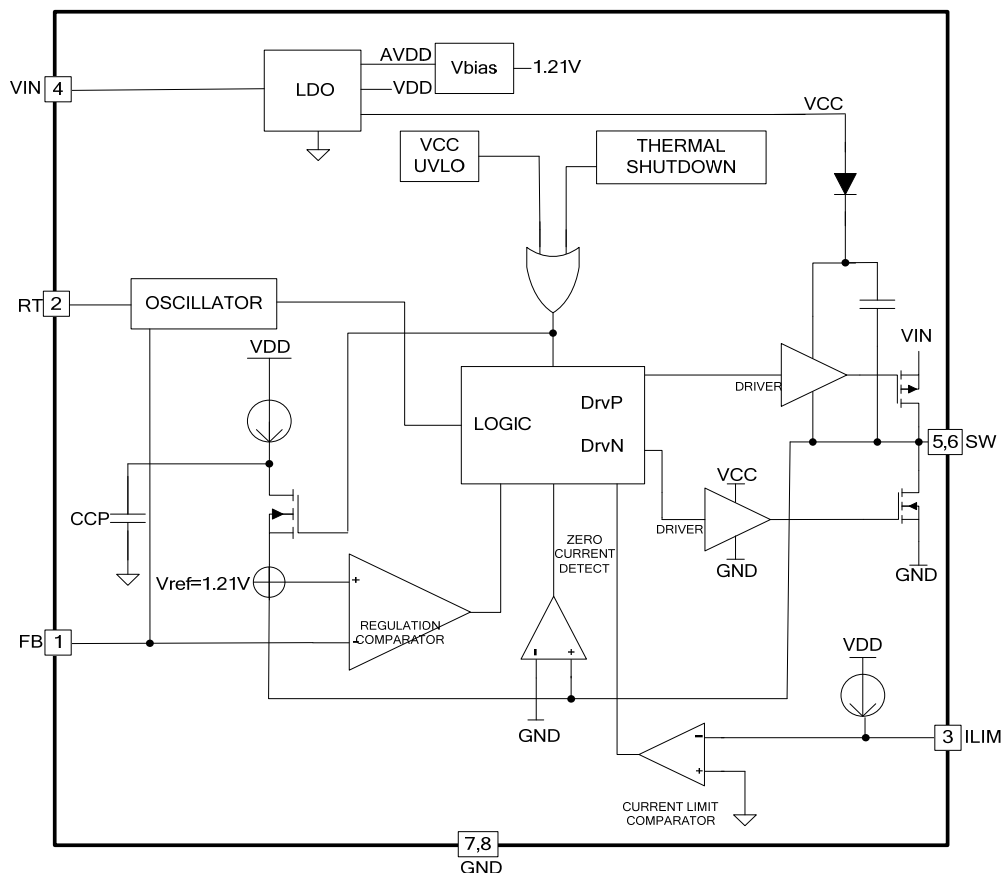 AVDD
Vbias
1.21V
VIN
4
LDO
VDD
VCC
VCC
UVLO
THERMAL
SHUTDOWN
RT
2
OSCILLATOR
VDD
VIN
DRIVER
DrvP
LOGIC
DrvN
5,6
SW
VCC
CCP
DRIVER
ZERO
CURRENT
DETECT
GND
GND
Vref=1.21V
+
REGULATION
COMPARATOR
-
FB
1
-
+
VDD
GND
-
3
ILIM
+
CURRENT LIMIT
COMPARATOR
7,8
GND